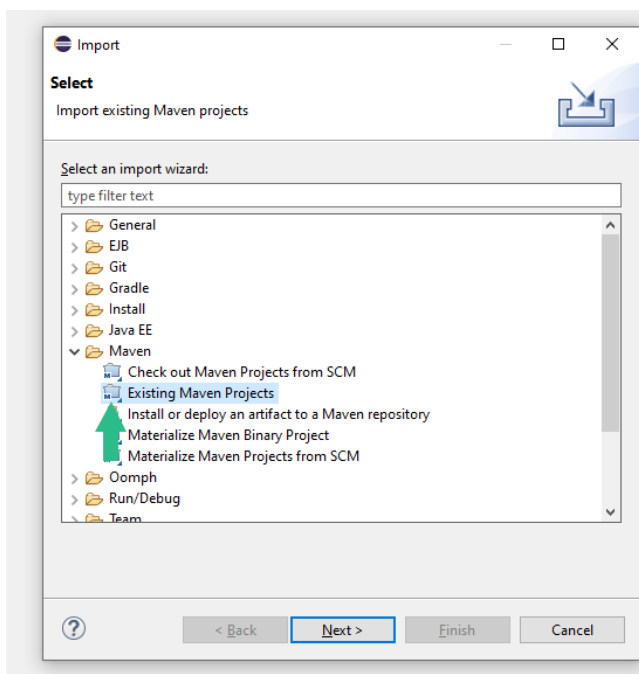 Import
Select
Import existing Maven projects
Select an import wizard:
type filter text
General
EJB
Git
Gradle
Install
Java EE
Maven
Check out Maven Projects from SCM
Existing Maven Projects
Install or deploy an artifact to a Maven repository
Materialize Maven Binary Project
Materialize Maven Projects from SCM
Oomph
Run/Debug
Team
? < Back Next > Finish Cancel